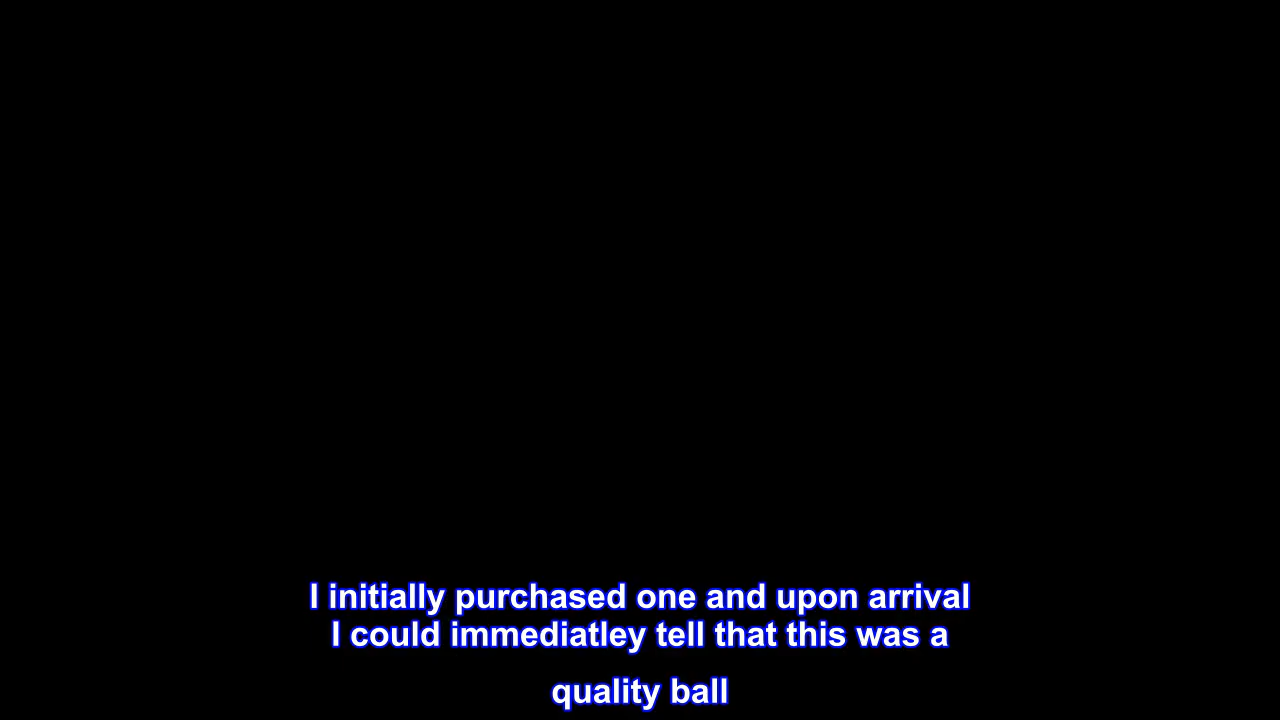 I initially purchased one and upon arrival
I could immediatley tell that this was a
quality ball